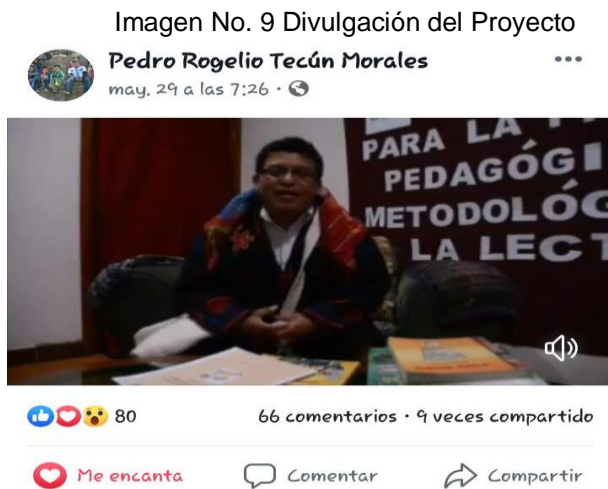 Imagen No. 9 Divulgación del Proyecto
Pedro Rogelio Tecún Morales
may. 29 a las 7:26
PARA LA
PEDAGÓGI
METODOLÓG
LA LECT
80
66 comentarios · 9 veces compartido
Me encanta
Comentar
Compartir